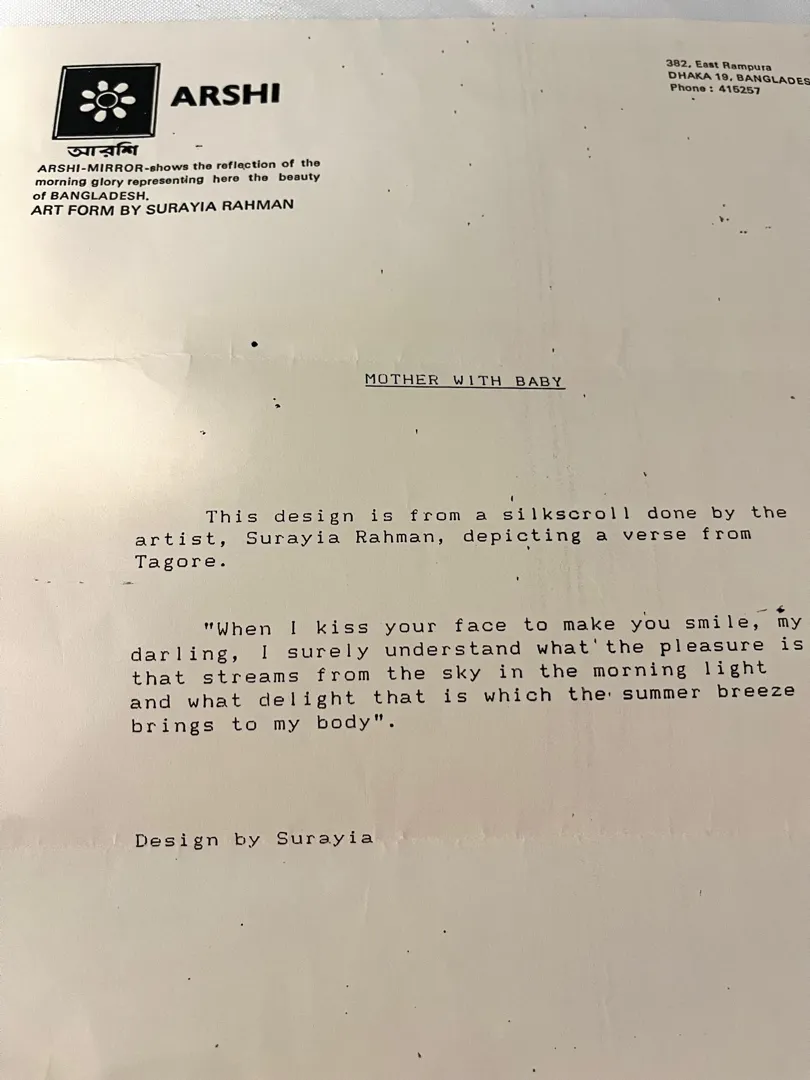 ARSHI
আরশি
ARSHI-MIRROR-shows the reflection of the
morning glory representing here the beauty
of BANGLADESH.
ART FORM BY SURAYIA RAHMAN
382, East Rampura
DHAKA 19, BANGLADES
Phone : 415257
MOTHER WITH BABY
This design is from a silkscroll done by the
artist, Surayia Rahman, depicting a verse from
Tagore.
"When I kiss your face to make you smile, my
darling, I surely understand what the pleasure is
that streams from the sky in the morning light
and what delight that is which the summer breeze
brings to my body".
Design by Surayia